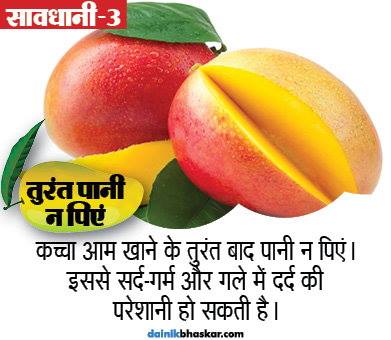 सावधानी-3
तुरंत पानी
न पिएं
कच्चा आम खाने के तुरंत बाद पानी न पिएं।
इससे सर्द-गर्म और गले में दर्द की
परेशानी हो सकती है।
dainikbhaskar.com